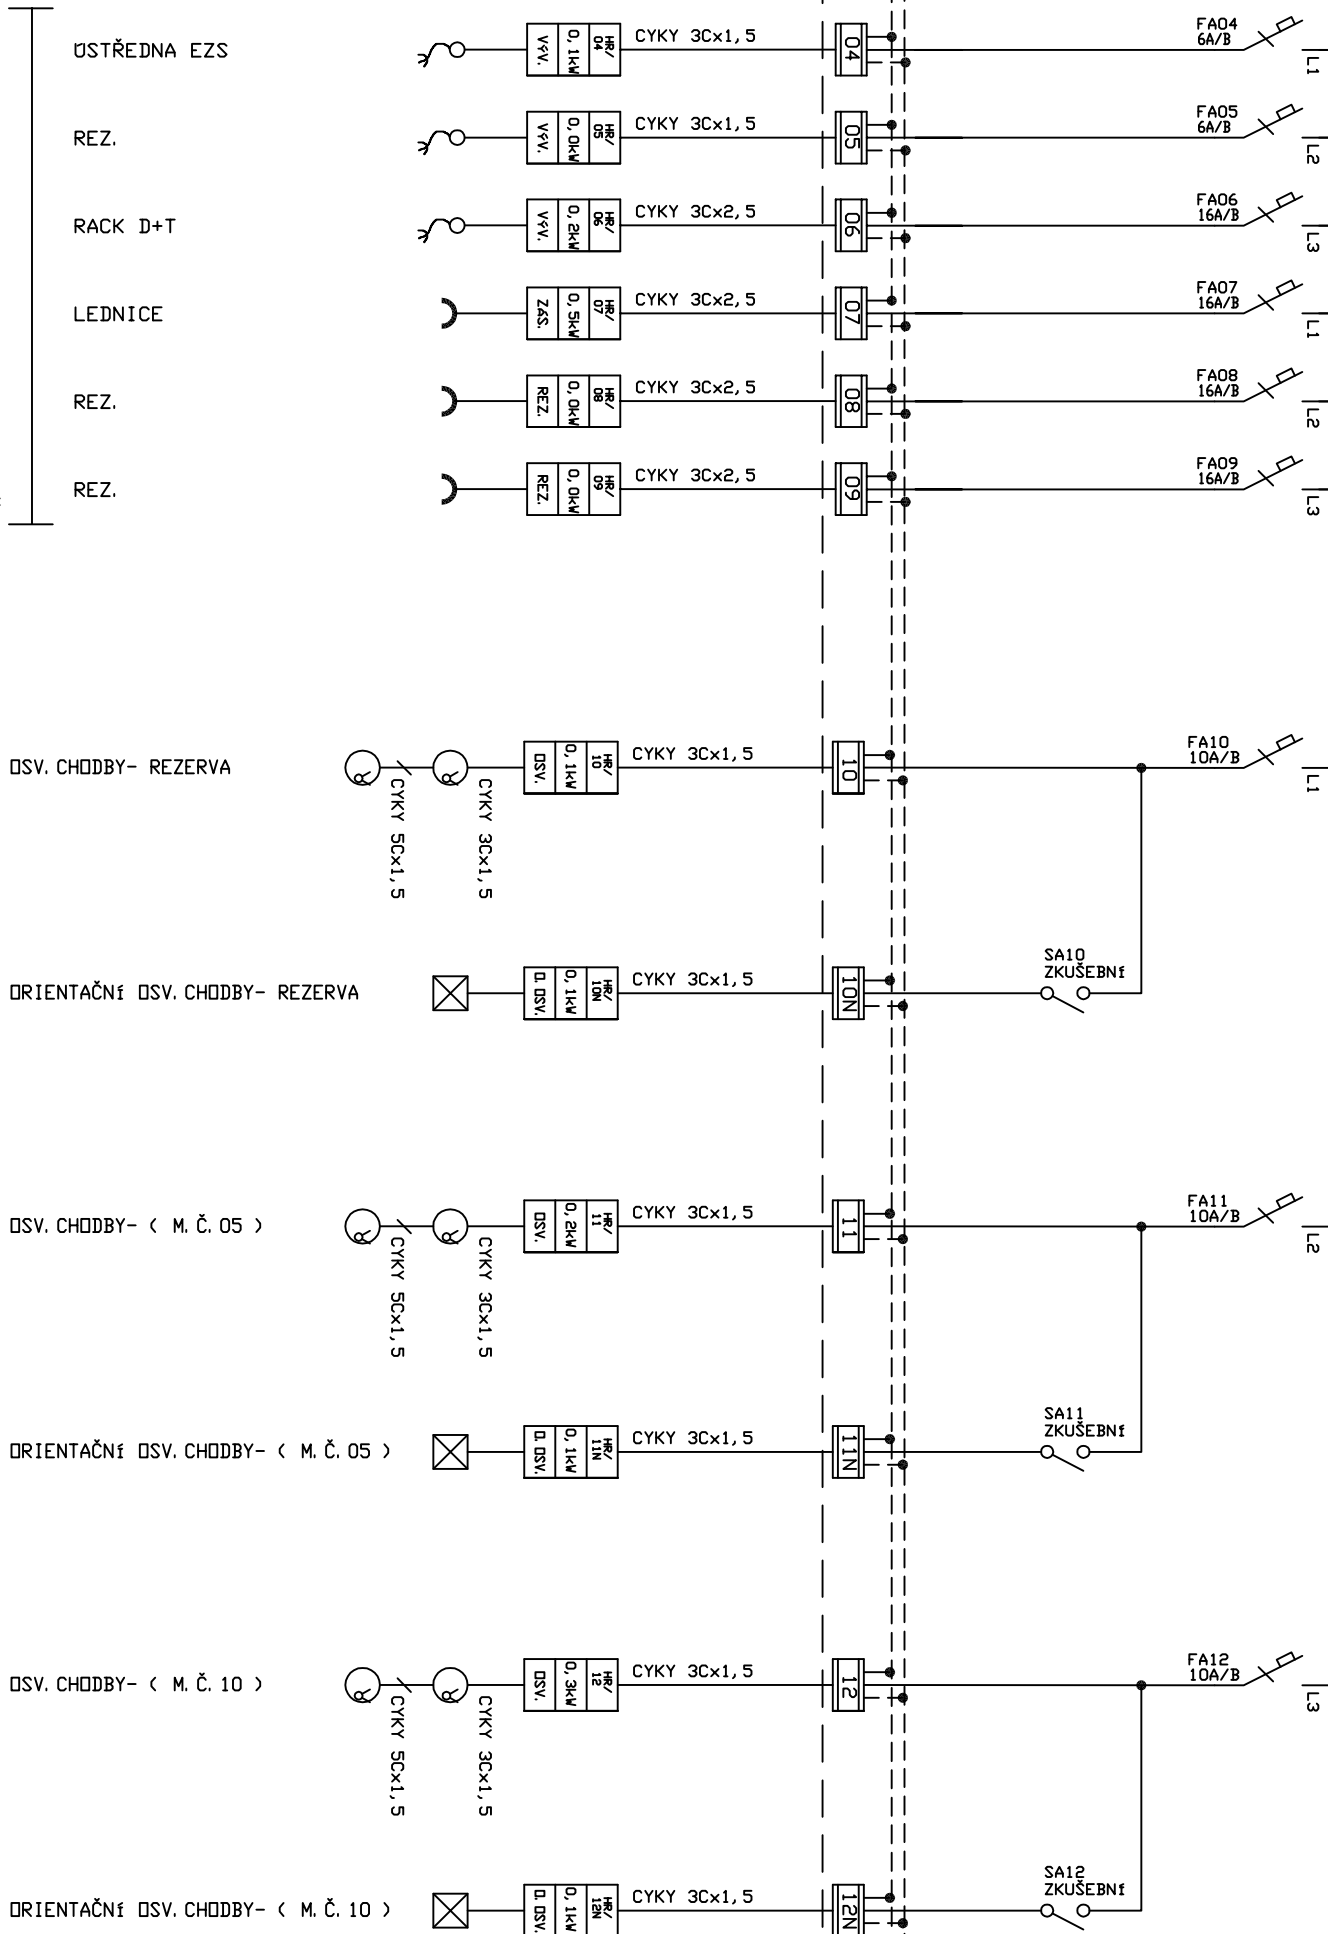 ÚSTŘEDNA EZS
VÝV.
0,1kW
HR/
04
CYKY 3Cx1,5
04
FA04
6A/B
L1
REZ.
VÝV.
0,0kW
HR/
05
CYKY 3Cx1,5
05
FA05
6A/B
L2
RACK D+T
VÝV.
0,2kW
HR/
06
CYKY 3Cx2,5
06
FA06
16A/B
L3
LEDNICE
ZÁS.
0,5kW
HR/
07
CYKY 3Cx2,5
07
FA07
16A/B
L1
REZ.
REZ.
0,0kW
HR/
08
CYKY 3Cx2,5
08
FA08
16A/B
L2
REZ.
REZ.
0,0kW
HR/
09
CYKY 3Cx2,5
09
FA09
16A/B
L3
OSV. CHODBY- REZERVA
CYKY 5Cx1,5
CYKY 3Cx1,5
OSV.
0,1kW
HR/
10
CYKY 3Cx1,5
10
FA10
10A/B
L1
ORIENTAČNÍ OSV. CHODBY- REZERVA
O. OSV.
0,1kW
HR/
10N
CYKY 3Cx1,5
10N
SA10
ZKUŠEBNÍ
OSV. CHODBY- ( M. Č. 05 )
CYKY 5Cx1,5
CYKY 3Cx1,5
OSV.
0,2kW
HR/
11
CYKY 3Cx1,5
11
FA11
10A/B
L2
ORIENTAČNÍ OSV. CHODBY- ( M. Č. 05 )
O. OSV.
0,1kW
HR/
11N
CYKY 3Cx1,5
11N
SA11
ZKUŠEBNÍ
OSV. CHODBY- ( M. Č. 10 )
CYKY 5Cx1,5
CYKY 3Cx1,5
OSV.
0,3kW
HR/
12
CYKY 3Cx1,5
12
FA12
10A/B
L3
ORIENTAČNÍ OSV. CHODBY- ( M. Č. 10 )
O. OSV.
0,1kW
HR/
12N
CYKY 3Cx1,5
12N
SA12
ZKUŠEBNÍ